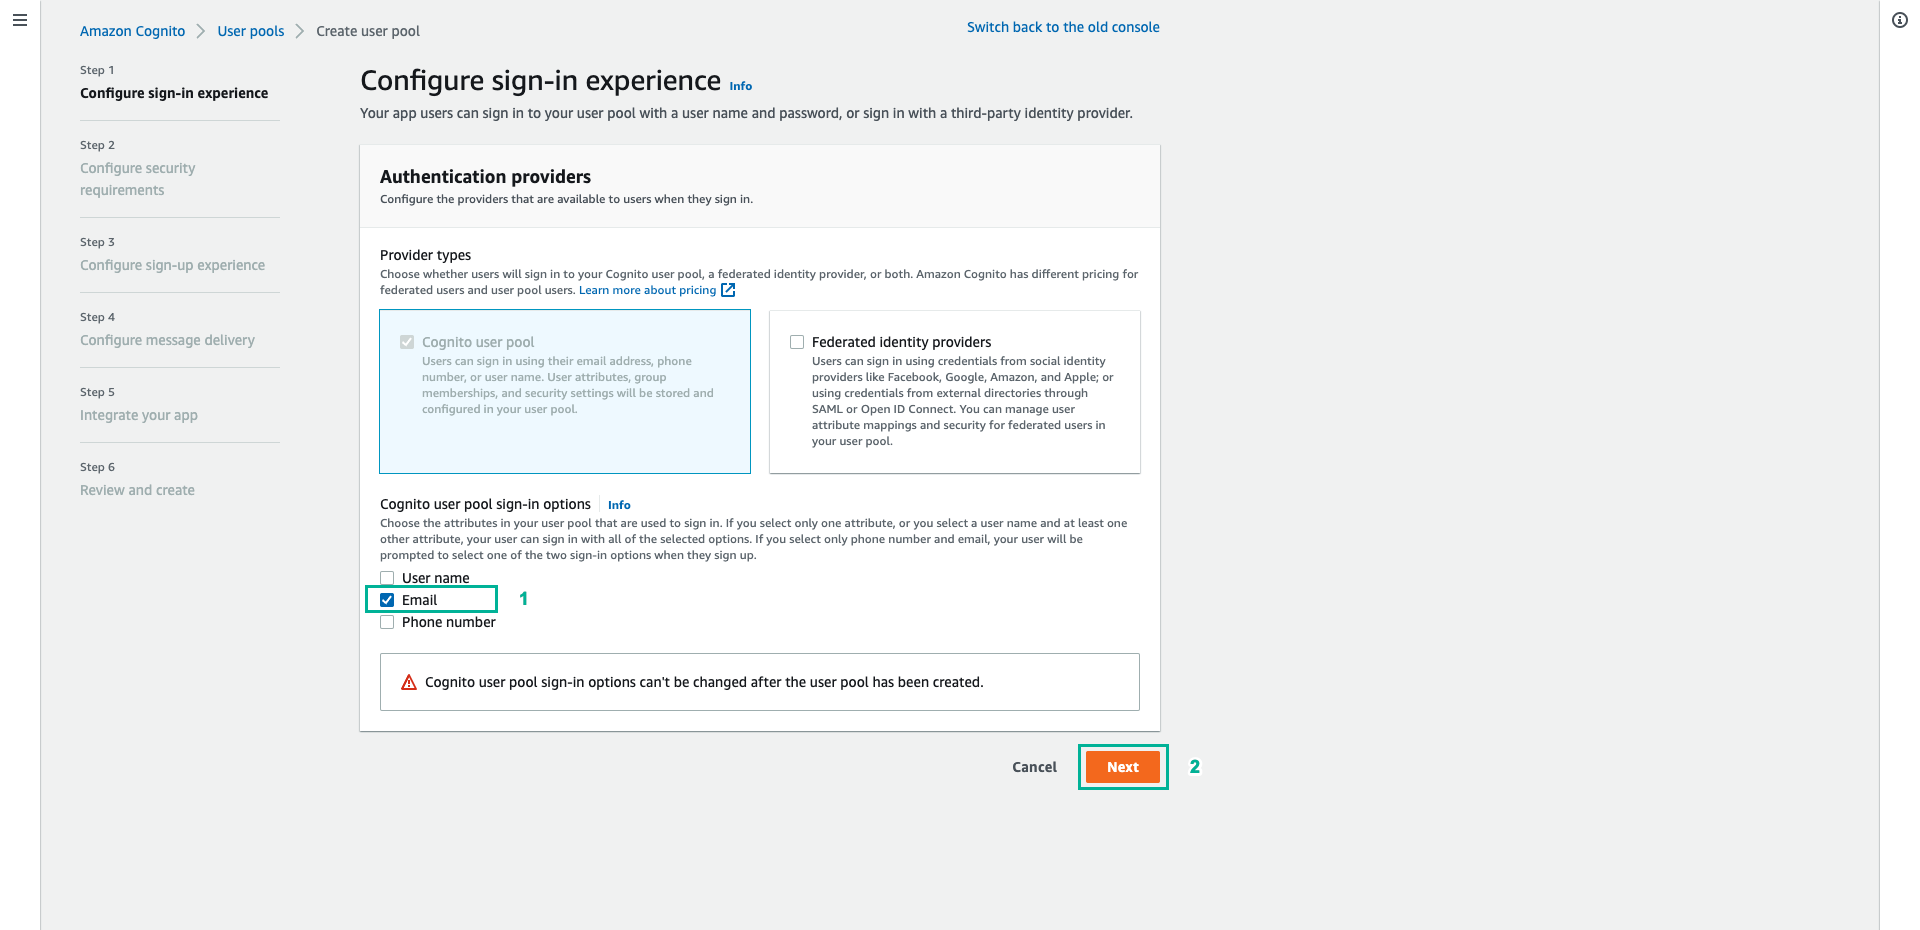 Amazon Cognito > User pools > Create user pool
Switch back to the old console
Step 1
Configure sign-in experience
Step 2
Configure security
requirements
Step 3
Configure sign-up experience
Step 4
Configure message delivery
Step 5
Integrate your app
Step 6
Review and create
Configure sign-in experience Info
Your app users can sign in to your user pool with a user name and password, or sign in with a third-party identity provider.
Authentication providers
Configure the providers that are available to users when they sign in.
Provider types
Choose whether users will sign in to your Cognito user pool, a federated identity provider, or both. Amazon Cognito has different pricing for
federated users and user pool users. Learn more about pricing
Cognito user pool
Users can sign in using their email address, phone
number, or user name. User attributes, group
memberships, and security settings will be stored and
configured in your user pool.
Federated identity providers
Users can sign in using credentials from social identity
providers like Facebook, Google, Amazon, and Apple; or
using credentials from external directories through
SAML or Open ID Connect. You can manage user
attribute mappings and security for federated users in
your user pool.
Cognito user pool sign-in options Info
Choose the attributes in your user pool that are used to sign in. If you select only one attribute, or you select a user name and at least one
other attribute, your user can sign in with all of the selected options. If you select only phone number and email, your user will be
prompted to select one of the two sign-in options when they sign up.
User name
Email 1
Phone number
Cognito user pool sign-in options can't be changed after the user pool has been created.
Cancel Next 2